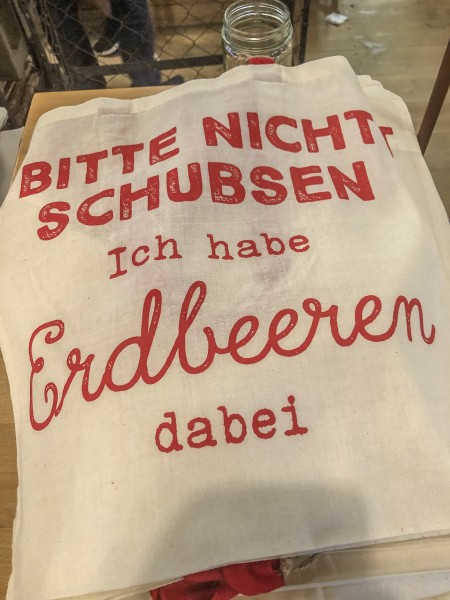 BITTE NICHT
SCHUBSEN
Ich habe
Erdbeeren
dabei